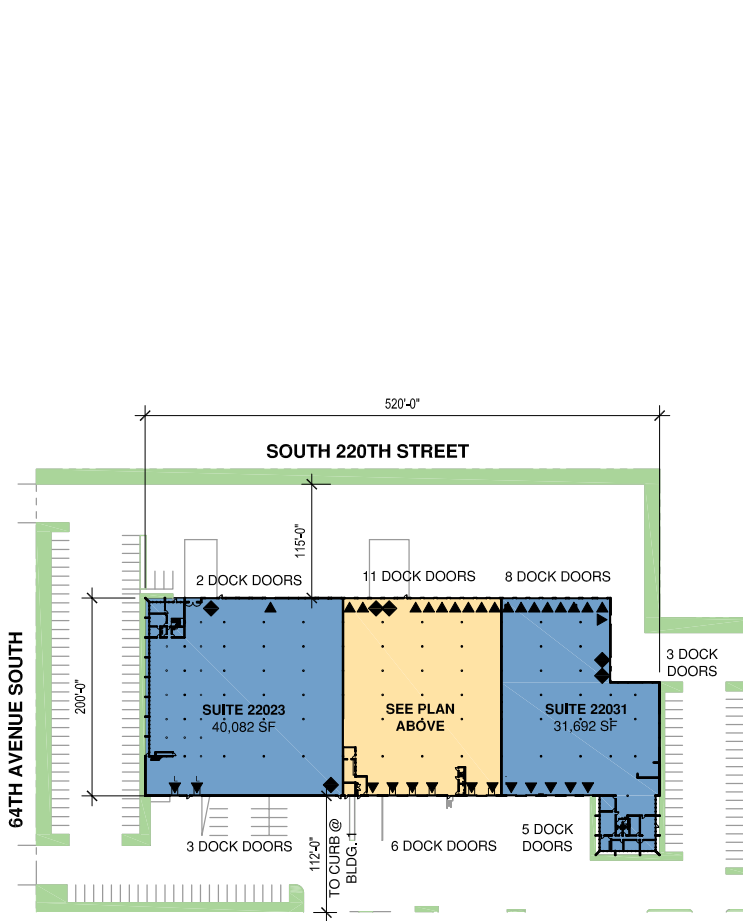 520'-0"
SOUTH 220TH STREET
115'-0"
2 DOCK DOORS
11 DOCK DOORS
8 DOCK DOORS
3 DOCK
DOORS
64TH AVENUE SOUTH
200'-0"
SUITE 22023
40,082 SF
SEE PLAN
ABOVE
SUITE 22031
31,692 SF
3 DOCK DOORS
112'-0"
TO CURB @
BLDG. 1
6 DOCK DOORS
5 DOCK
DOORS